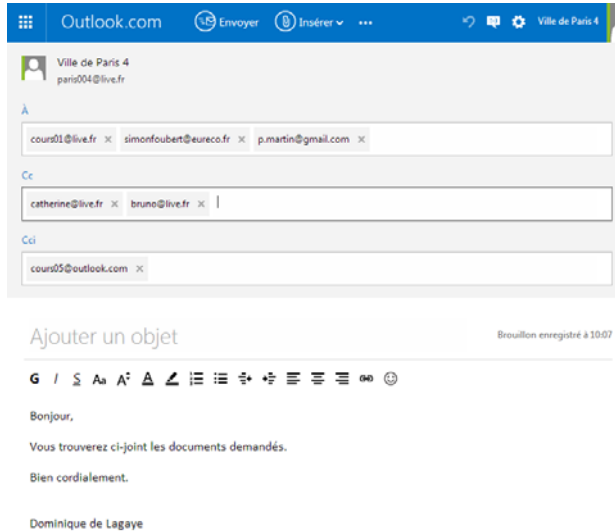 Outlook.com Envoyer Insérer ... Ville de Paris 4
Ville de Paris 4
paris004@live.fr
À
cours01@live.fr × simonfoubert@eureco.fr × p.martin@gmail.com ×
Cc
catherine@live.fr × bruno@live.fr ×
Cci
cours05@outlook.com ×
Ajouter un objet
Brouillon enregistré à 10:07
G I S Aa A A
Bonjour,
Vous trouverez ci-joint les documents demandés.
Bien cordialement.
Dominique de Lagaye